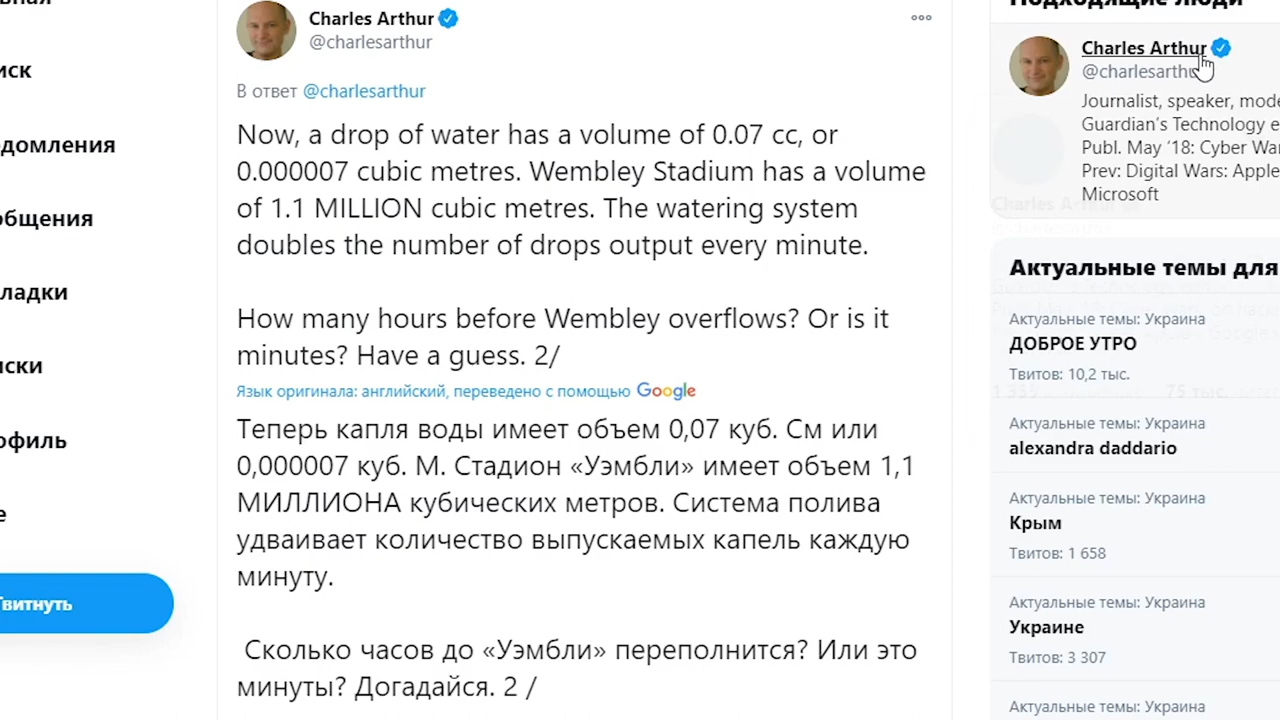 иск
домления
общения
ладки
иски
офиль
е
Твитнуть
Charles Arthur
@charlesarthur
В ответ @charlesarthur
Now, a drop of water has a volume of 0.07 cc, or
0.000007 cubic metres. Wembley Stadium has a volume
of 1.1 MILLION cubic metres. The watering system
doubles the number of drops output every minute.
How many hours before Wembley overflows? Or is it
minutes? Have a guess. 2/
Язык оригинала: английский, переведено с помощью Google
Теперь капля воды имеет объем 0,07 куб. См или
0,000007 куб. М. Стадион «Уэмбли» имеет объем 1,1
МИЛЛИОНА кубических метров. Система полива
удваивает количество выпускаемых капель каждую
минуту.
Сколько часов до «Уэмбли» переполнится? Или это
минуты? Догадайся. 2 /
Подходящие люди
Charles Arthur
@charlesarthu
Journalist, speaker, mode
Guardian's Technology e
Publ. May '18: Cyber War
Prev: Digital Wars: Apple
Microsoft
Актуальные темы для
Актуальные темы: Украина
ДОБРОЕ УТРО
Твитов: 10,2 тыс.
Актуальные темы: Украина
alexandra daddario
Актуальные темы: Украина
Крым
Твитов: 1 658
Актуальные темы: Украина
Украине
Твитов: 3 307
Актуальные темы: Украина